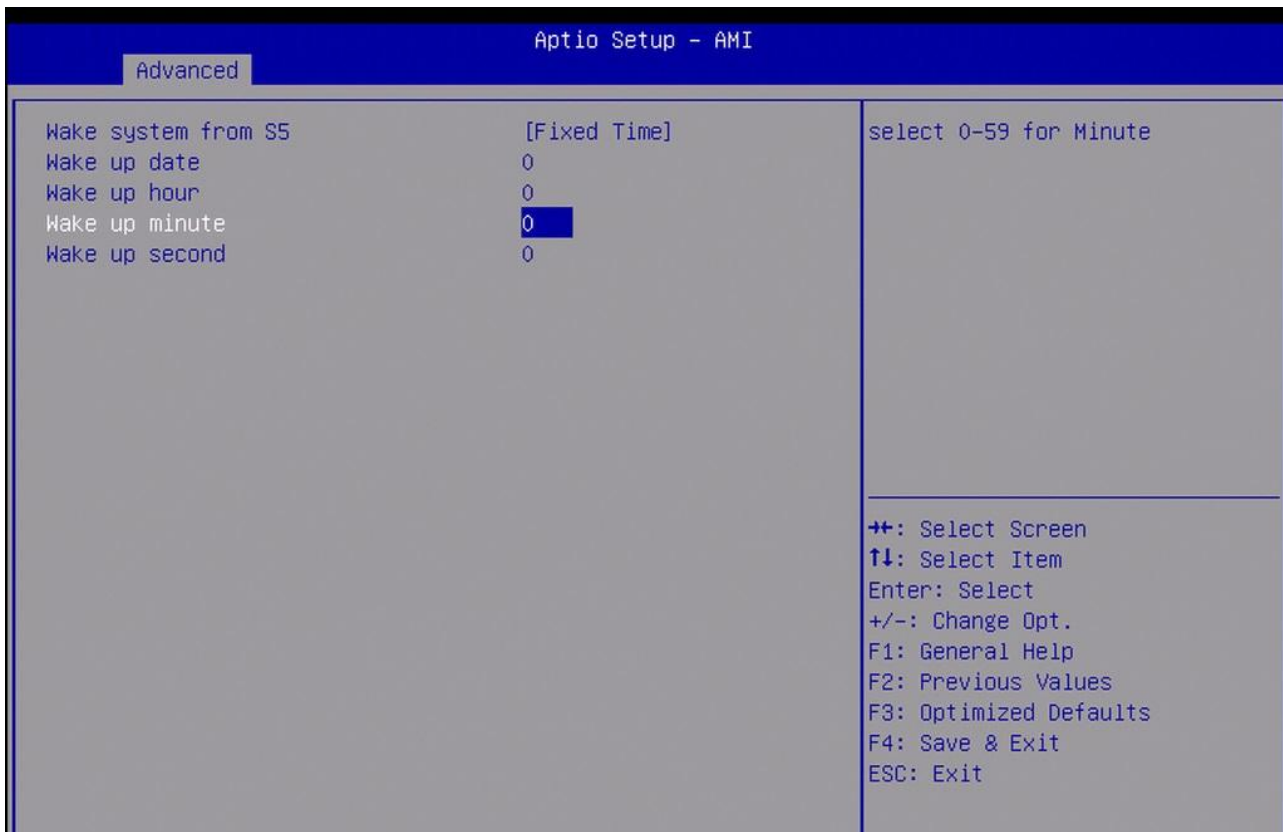 Aptio Setup – AMI
Advanced
Wake system from S5 [Fixed Time]
Wake up date 0
Wake up hour 0
Wake up minute 0
Wake up second 0
select 0-59 for Minute
→←: Select Screen
↑↓: Select Item
Enter: Select
+/-: Change Opt.
F1: General Help
F2: Previous Values
F3: Optimized Defaults
F4: Save & Exit
ESC: Exit